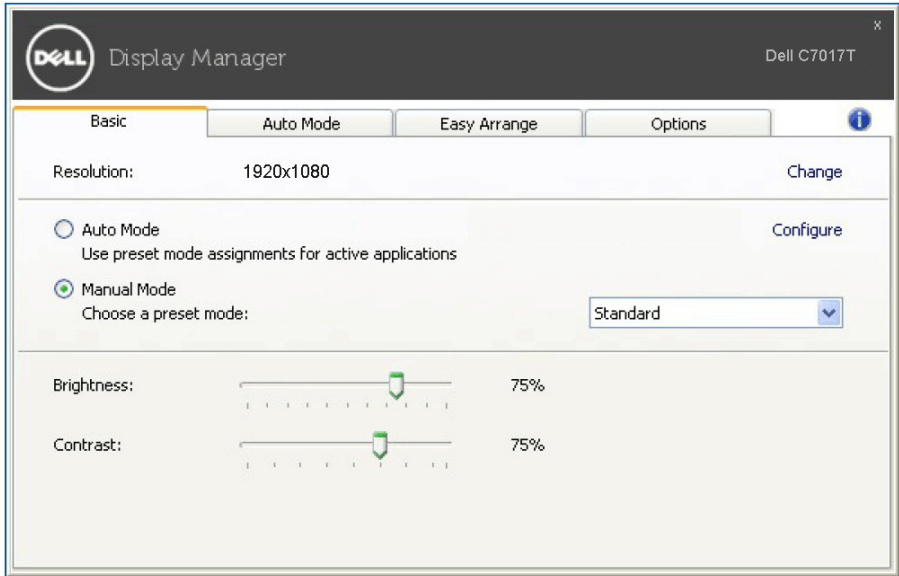 DELL Display Manager
x
Dell C7017T
Basic Auto Mode Easy Arrange Options i
Resolution: 1920x1080 Change
Auto Mode Configure
Use preset mode assignments for active applications
Manual Mode
Choose a preset mode: Standard
Brightness: 75%
Contrast: 75%